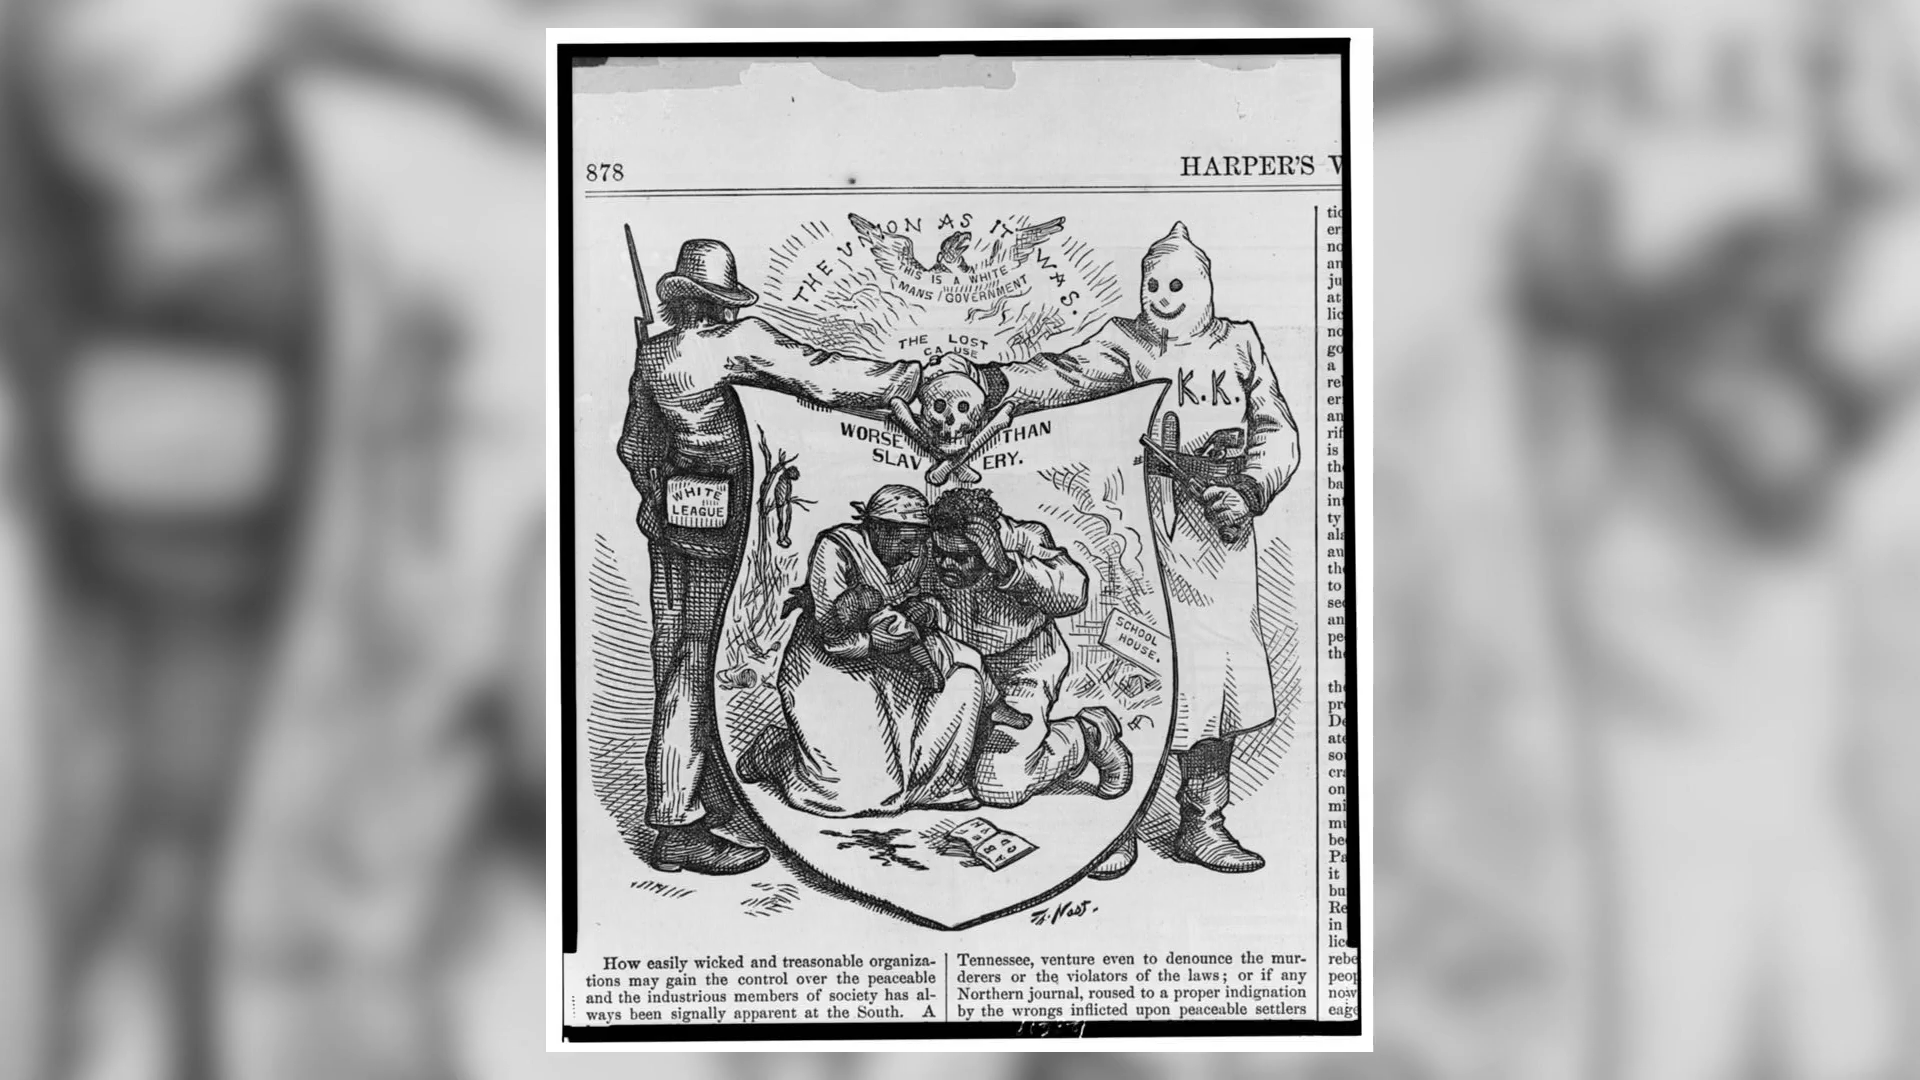 878
HARPER'S
THE UNION AS IT WAS.
THIS IS A WHITE
MANS GOVERNMENT
THE LOST
CAUSE
K.K.
WORSE THAN
SLAVERY.
WHITE
LEAGUE
SCHOOL
HOUSE.
Th. Nast.
How easily wicked and treasonable organiza-
tions may gain the control over the peaceable
and the industrious members of society has al-
ways been signally apparent at the South. A
Tennessee, venture even to denounce the mur-
derers or the violators of the laws; or if any
Northern journal, roused to a proper indignation
by the wrongs inflicted upon peaceable settlers